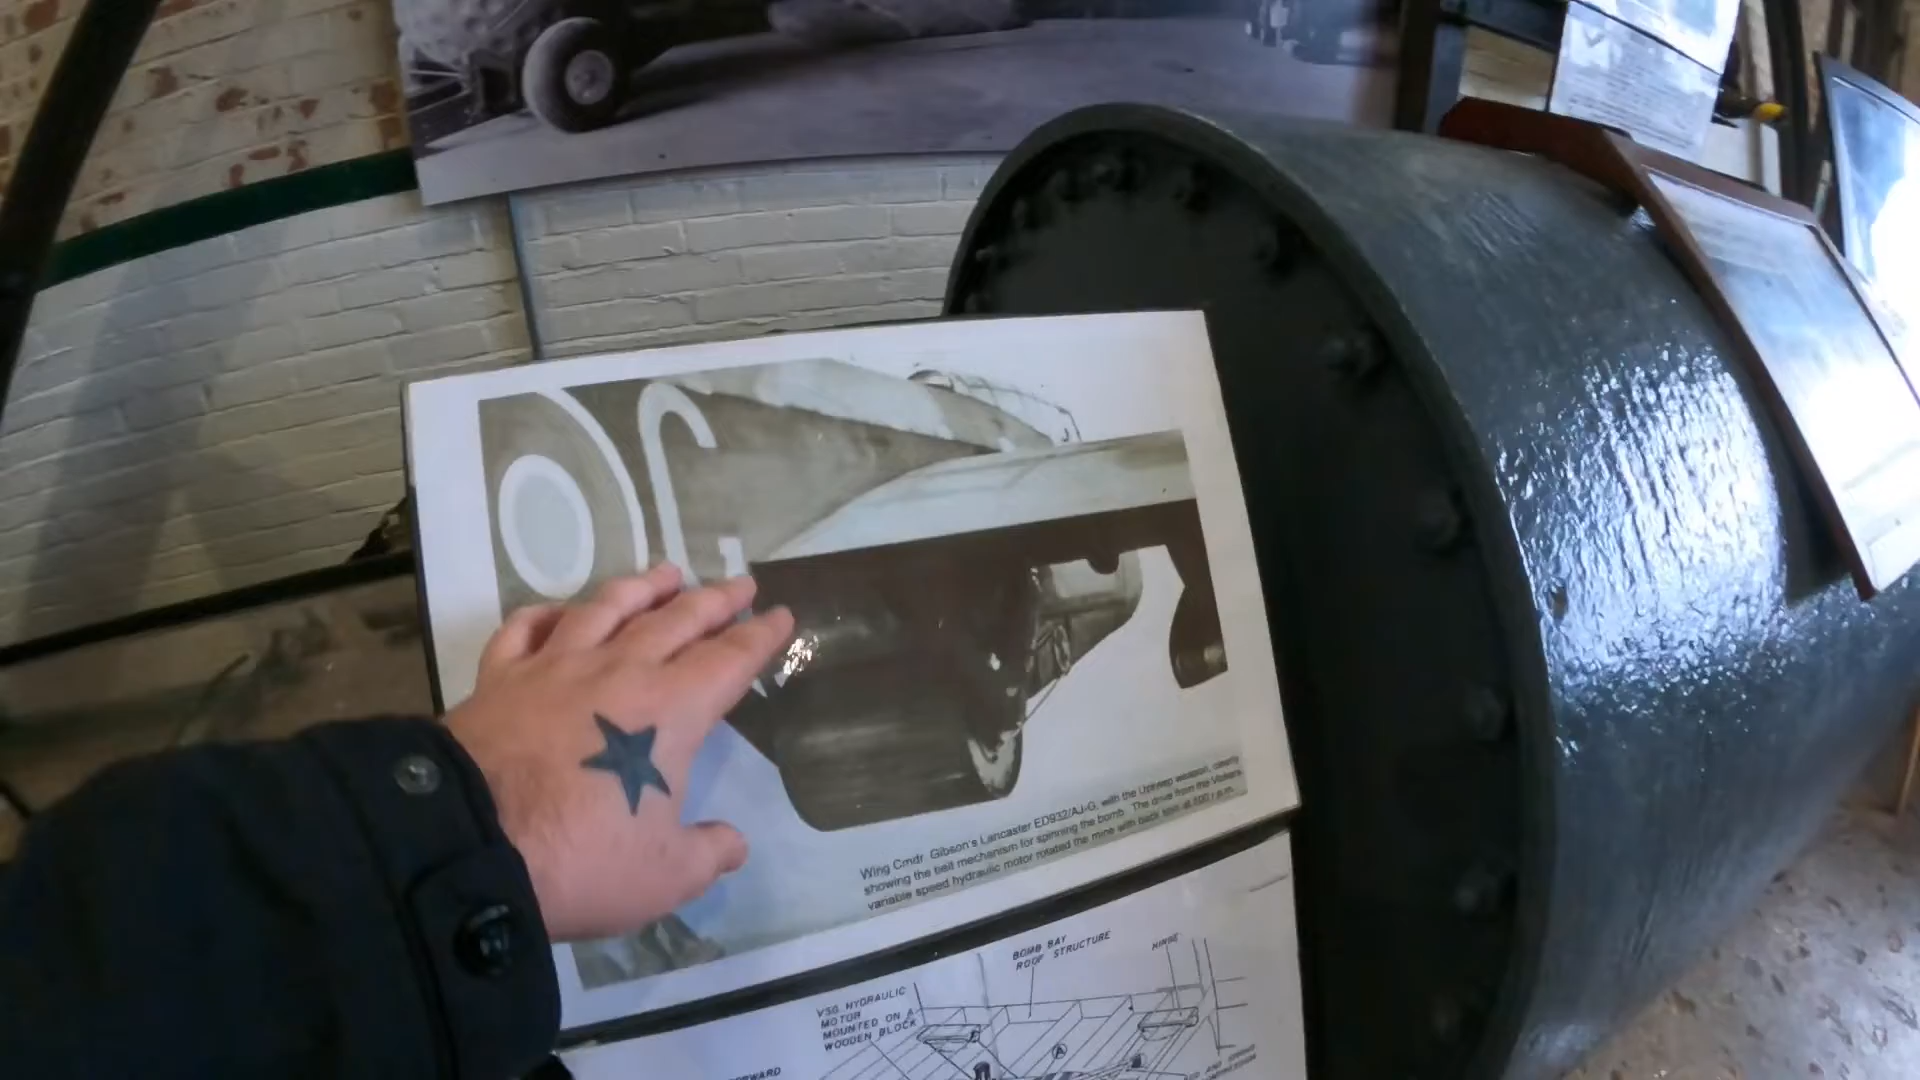 G
Wing Cmdr. Gibson's Lancaster ED932/AJ-G, with the Upkeep weapon, clearly
showing the belt mechanism for spinning the bomb. The drive from the Vickers
variable speed hydraulic motor rotated the mine with back spin at 500 r.p.m.
BOMB BAY
ROOF STRUCTURE
HINGE
VSG HYDRAULIC
MOTOR
MOUNTED ON A
WOODEN BLOCK
A